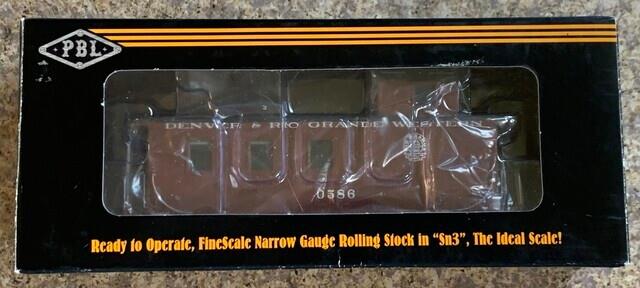 PBL
DENVER & RIO GRANDE WESTERN
0586
Ready to Operate, FineScale Narrow Gauge Rolling Stock in "Sn3", The Ideal Scale!